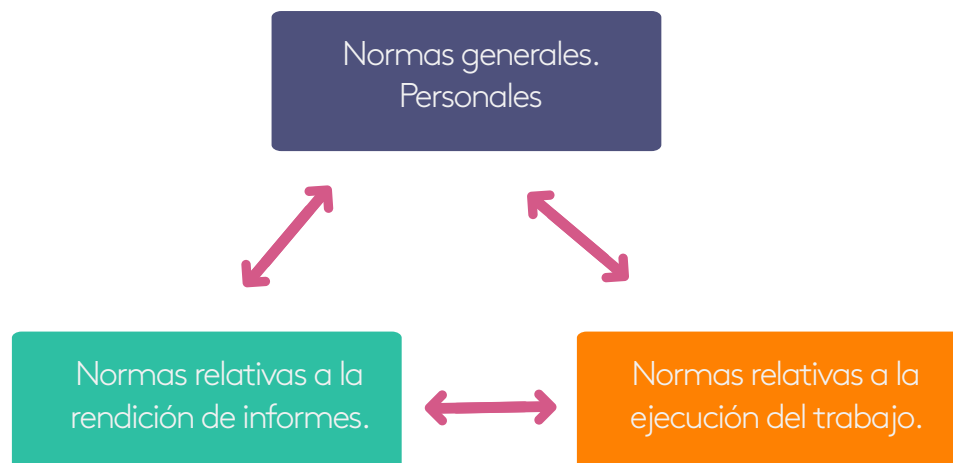 Normas generales.
Personales
Normas relativas a la
rendición de informes.
Normas relativas a la
ejecución del trabajo.